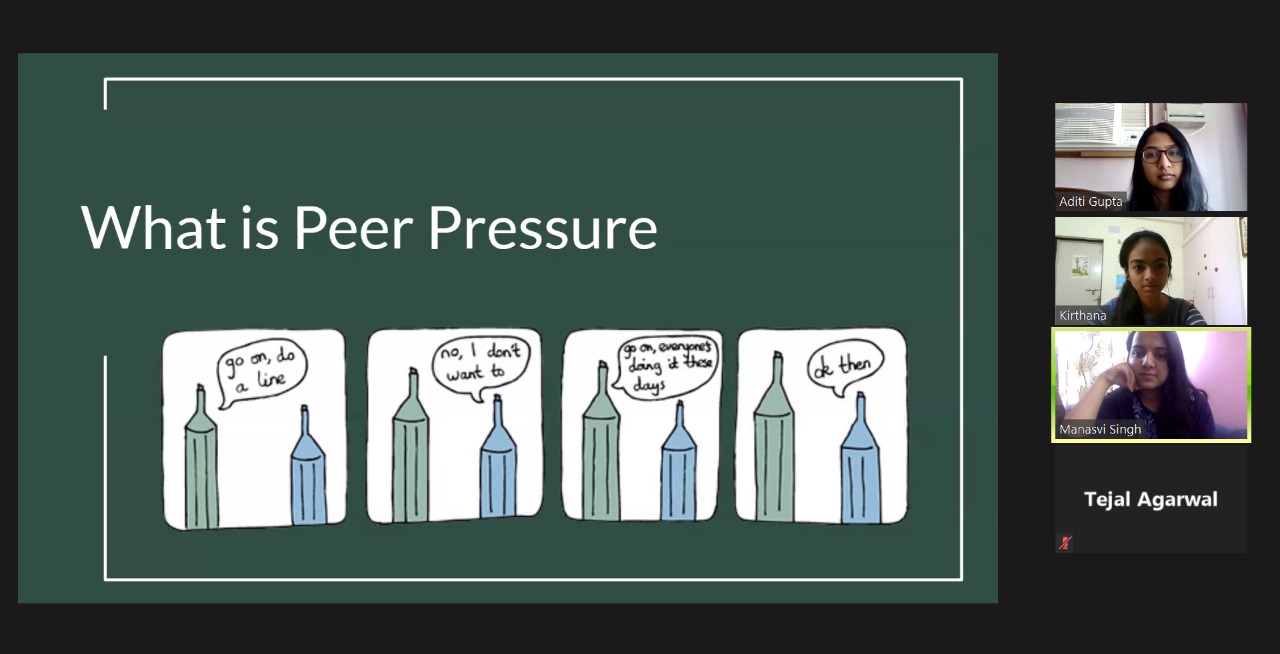 What is Peer Pressure
go on, do
a line
no, I don't
want to
go on, everyone's
doing it these
days
ok then
Aditi Gupta
Kirthana
Manasvi Singh
Tejal Agarwal